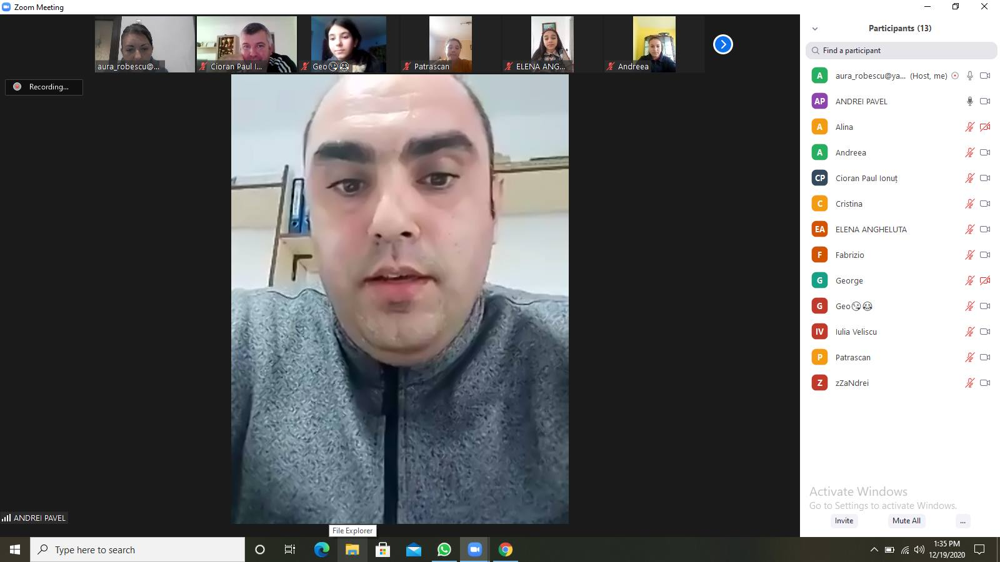 Zoom Meeting
aura_robescu@...
Cioran Paul I...
Geo😘😂
Patrascan
ELENA ANG...
Andreea
Recording...
ANDREI PAVEL
Participants (13)
Find a participant
A aura_robescu@ya... (Host, me)
AP ANDREI PAVEL
A Alina
A Andreea
CP Cioran Paul Ionuț
C Cristina
EA ELENA ANGHELUTA
F Fabrizio
G George
G Geo😘😂
IV Iulia Veliscu
P Patrascan
Z zZaNdrei
Activate Windows
Go to Settings to activate Windows.
Invite Mute All ...
File Explorer
Type here to search
1:35 PM
12/19/2020